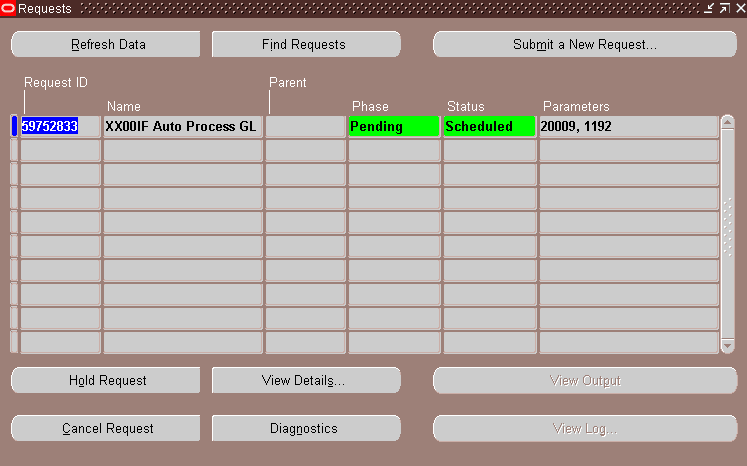 Requests
Refresh Data
Find Requests
Submit a New Request...
Request ID
Parent
Name
Phase
Status
Parameters
59752833
XX00IF Auto Process GL
Pending
Scheduled
20009, 1192
Hold Request
View Details...
View Output
Cancel Request
Diagnostics
View Log...